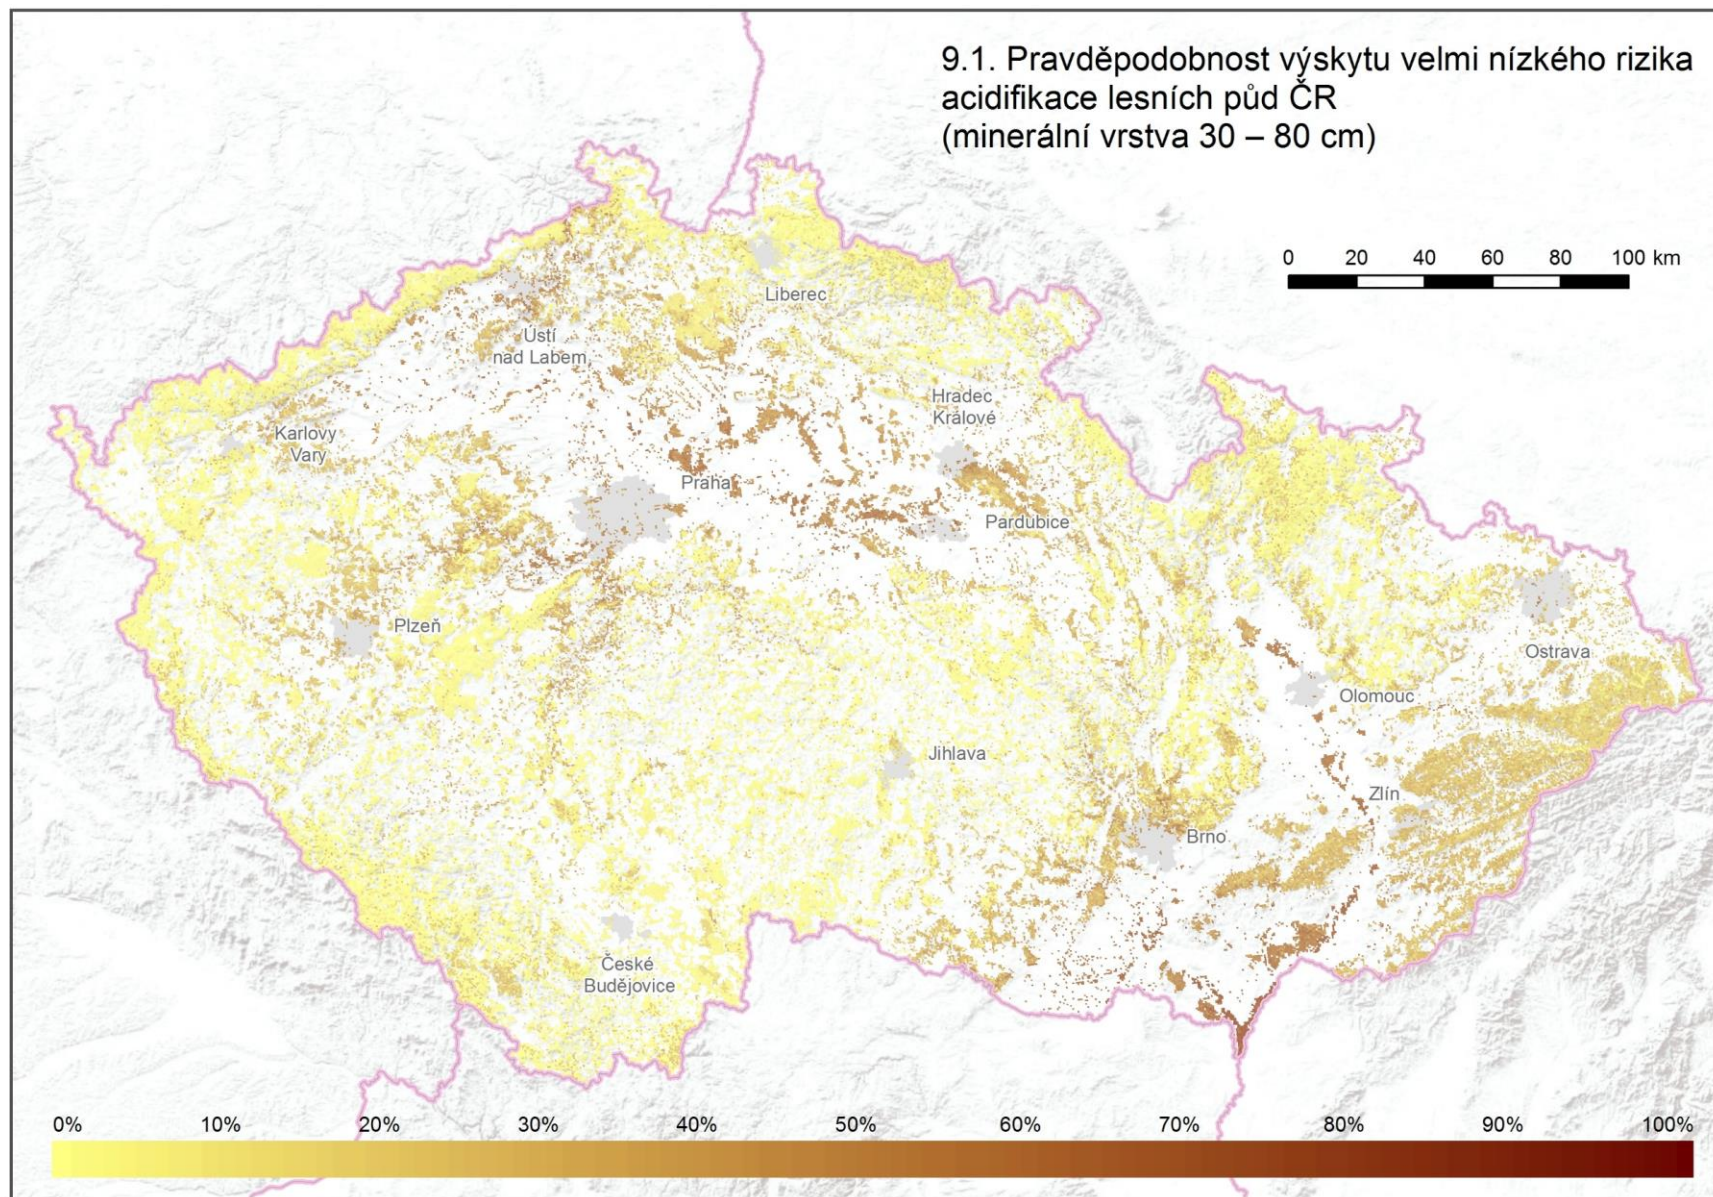 9.1. Pravděpodobnost výskytu velmi nízkého rizika
acidifikace lesních půd ČR
(minerální vrstva 30 – 80 cm)
0 20 40 60 80 100 km
Liberec
Ústí
nad Labem
Hradec
Králové
Karlovy
Vary
Praha
Pardubice
Plzeň
Ostrava
Olomouc
Jihlava
Zlín
Brno
České
Budějovice
0% 10% 20% 30% 40% 50% 60% 70% 80% 90% 100%